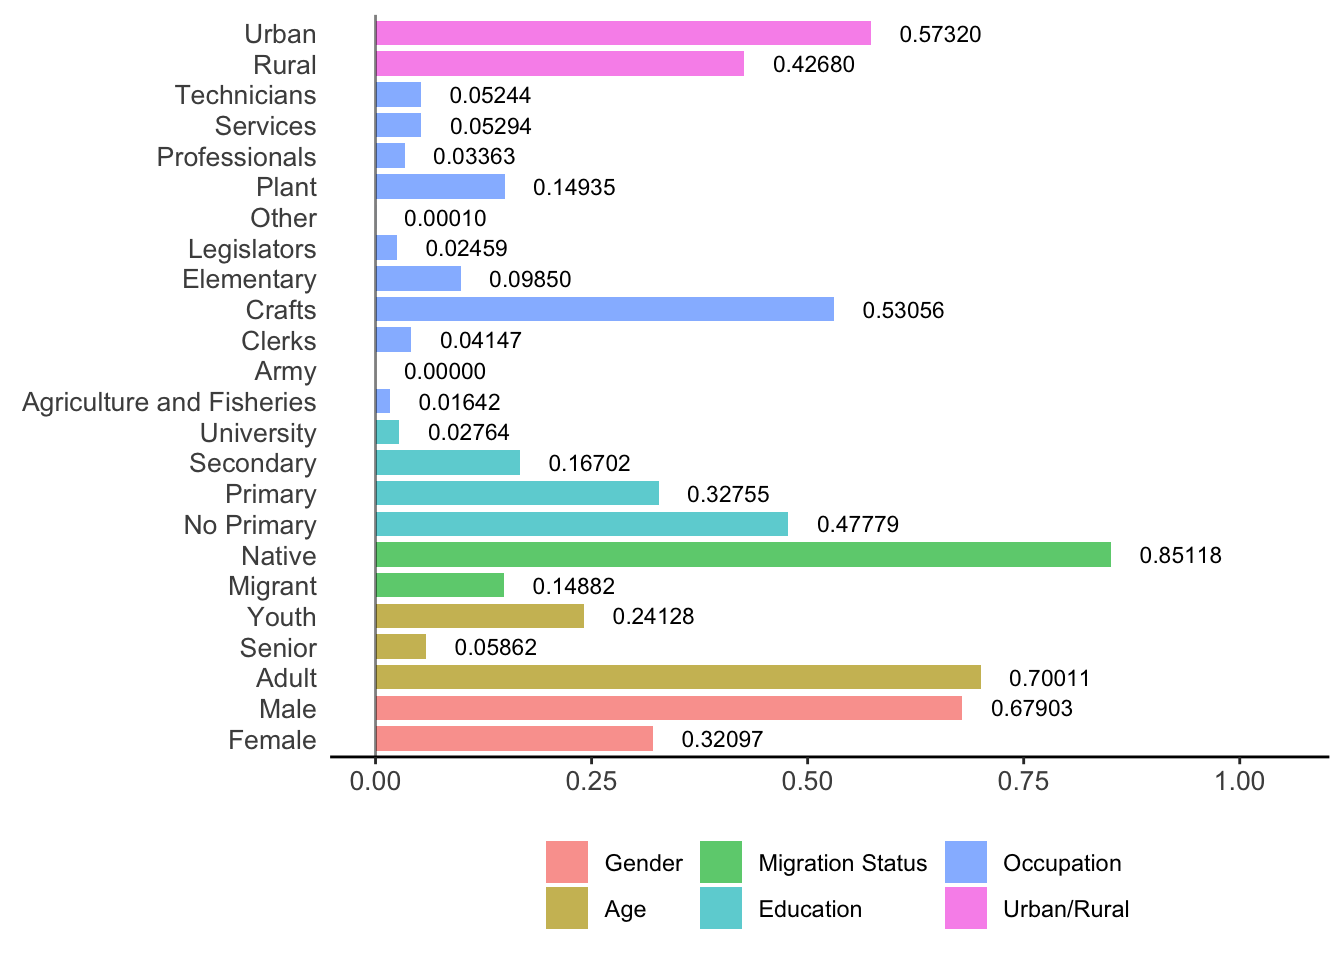 Urban 0.57320
Rural 0.42680
Technicians 0.05244
Services 0.05294
Professionals 0.03363
Plant 0.14935
Other 0.00010
Legislators 0.02459
Elementary 0.09850
Crafts 0.53056
Clerks 0.04147
Army 0.00000
Agriculture and Fisheries 0.01642
University 0.02764
Secondary 0.16702
Primary 0.32755
No Primary 0.47779
Native 0.85118
Migrant 0.14882
Youth 0.24128
Senior 0.05862
Adult 0.70011
Male 0.67903
Female 0.32097
0.00 0.25 0.50 0.75 1.00
Gender Migration Status Occupation
Age Education Urban/Rural